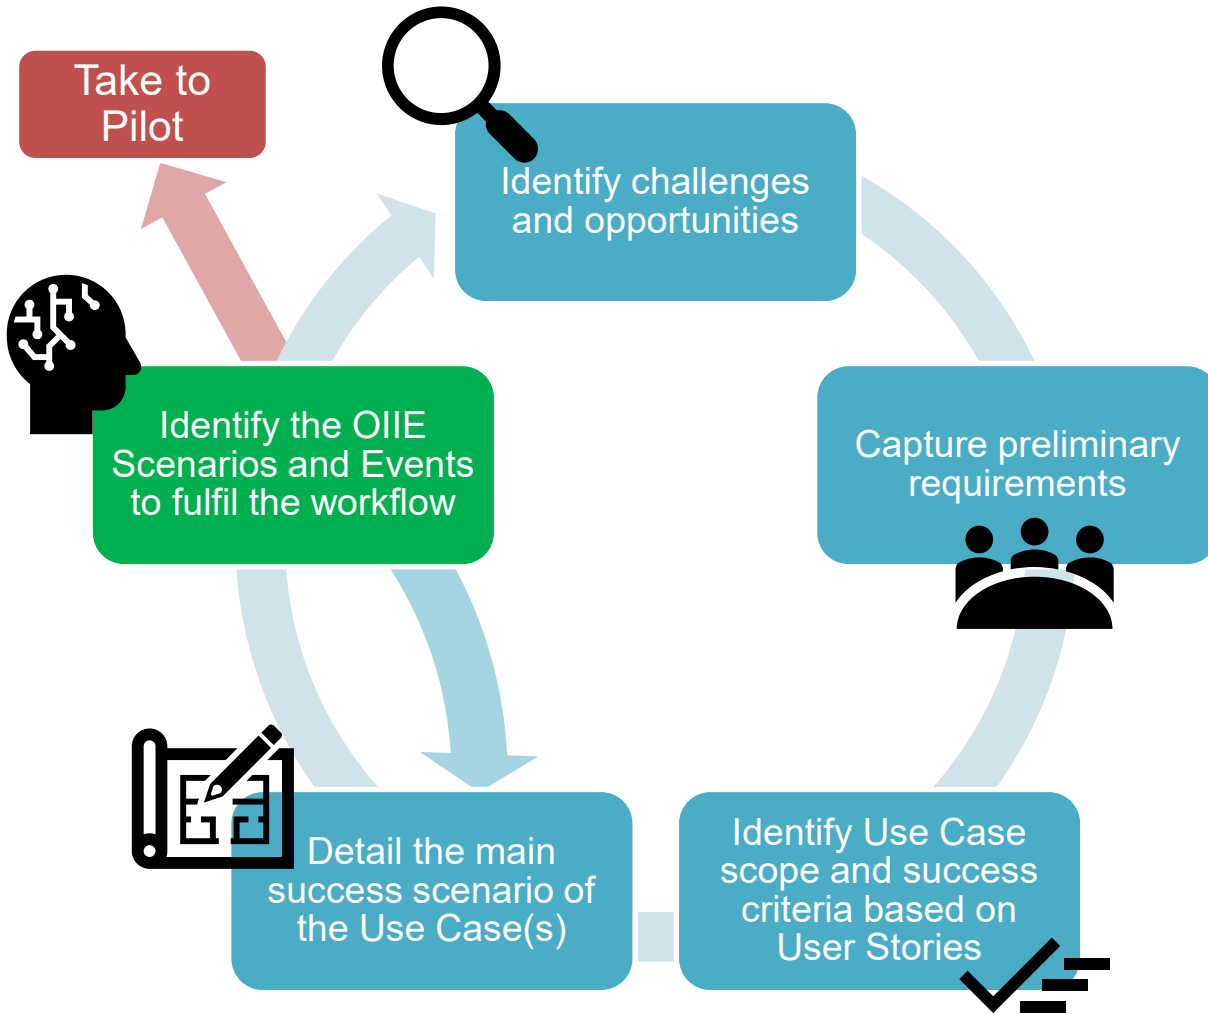 Take to
Pilot
Identify challenges
and opportunities
Capture preliminary
requirements
Identify Use Case
scope and success
criteria based on
User Stories
Detail the main
success scenario of
the Use Case(s)
Identify the OIIE
Scenarios and Events
to fulfil the workflow